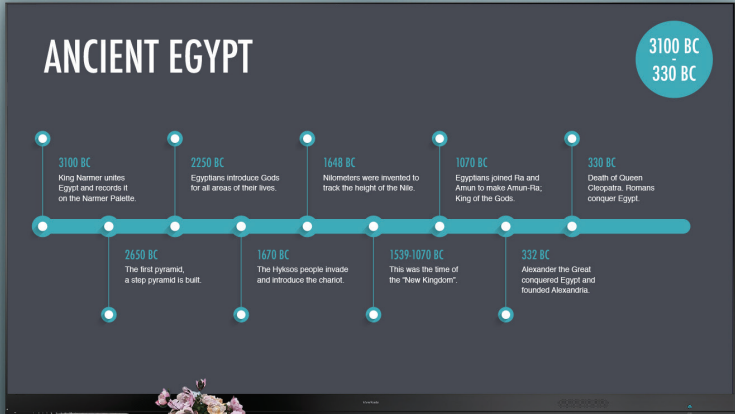 ANCIENT EGYPT
3100 BC
-
330 BC
3100 BC
King Narmer unites
Egypt and records it
on the Narmer Palette.
2250 BC
Egyptians introduce Gods
for all areas of their lives.
1648 BC
Nilometers were invented to
track the height of the Nile.
1070 BC
Egyptians joined Ra and
Amun to make Amun-Ra;
King of the Gods.
330 BC
Death of Queen
Cleopatra. Romans
conquer Egypt.
2650 BC
The first pyramid,
a step pyramid is built.
1670 BC
The Hyksos people invade
and introduce the chariot.
1539-1070 BC
This was the time of
the "New Kingdom".
332 BC
Alexander the Great
conquered Egypt and
founded Alexandria.